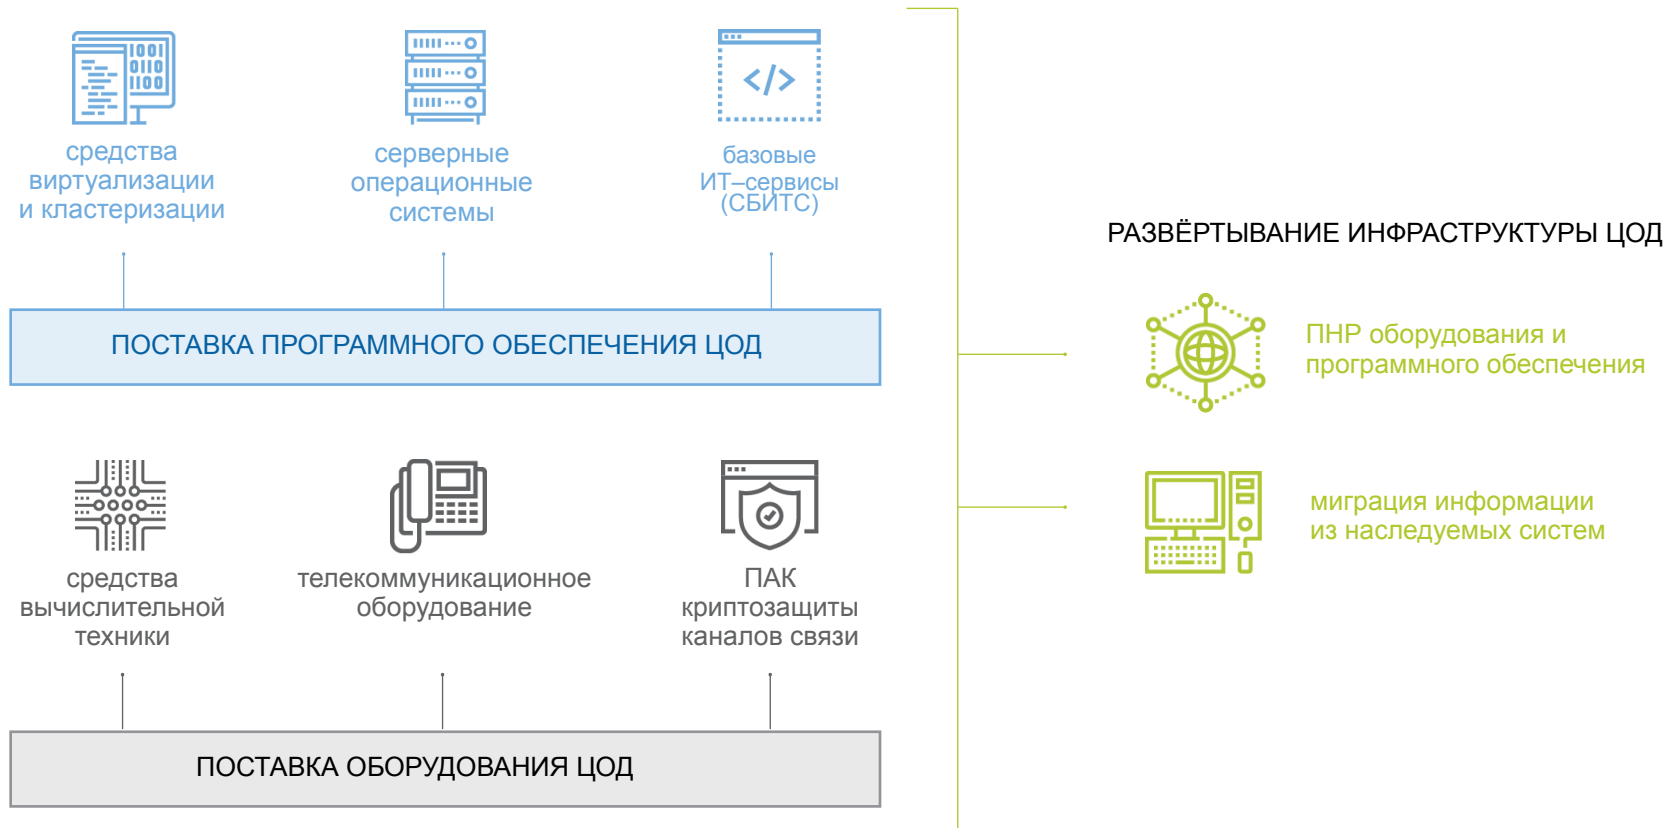 средства
виртуализации
и кластеризации
серверные
операционные
системы
базовые
ИТ–сервисы
(СБИТС)
ПОСТАВКА ПРОГРАММНОГО ОБЕСПЕЧЕНИЯ ЦОД
средства
вычислительной
техники
телекоммуникационное
оборудование
ПАК
криптозащиты
каналов связи
ПОСТАВКА ОБОРУДОВАНИЯ ЦОД
РАЗВЁРТЫВАНИЕ ИНФРАСТРУКТУРЫ ЦОД
ПНР оборудования и
программного обеспечения
миграция информации
из наследуемых систем